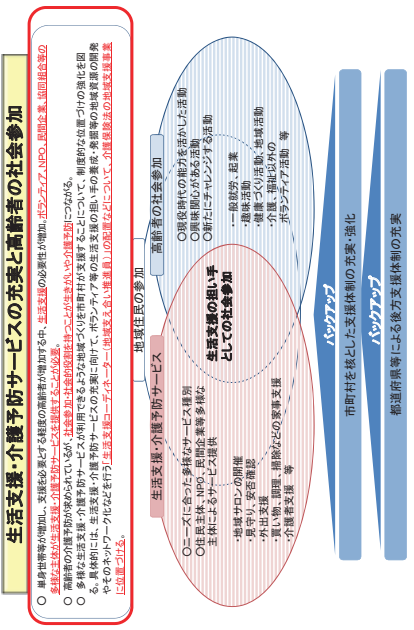 生活支援・介護予防サービスの充実と高齢者の社会参加
○ 単身世帯等が増加し、支援を必要とする軽度の高齢者が増加する中、生活支援の必要性が増加。ボランティア、NPO、民間企業、協同組合等の
多様な主体が生活支援・介護予防サービスを提供することが必要。
○ 高齢者の介護予防が求められているが、社会参加・社会的役割を持つことが生きがいや介護予防につながる。
○ 多様な生活支援・介護予防サービスが利用できるような地域づくりを市町村が支援することについて、制度的な位置づけの強化を図
る。具体的には、生活支援・介護予防サービスの充実に向けて、ボランティア等の生活支援の担い手の養成・発掘等の地域資源の開発
やそのネットワーク化などを行う「生活支援コーディネーター(地域支え合い推進員)」の配置などについて、介護保険法の地域支援事業
に位置づける。
地域住民の参加
生活支援・介護予防サービス
○ニーズに合った多様なサービス種別
○住民主体、NPO、民間企業等多様な
主体によるサービス提供
・地域サロンの開催
・見守り、安否確認
・外出支援
・買い物、調理、掃除などの家事支援
・介護者支援 等
生活支援の担い手
としての社会参加
高齢者の社会参加
○現役時代の能力を活かした活動
○興味関心がある活動
○新たにチャレンジする活動
・一般就労、起業
・趣味活動
・健康づくり活動、地域活動
・介護、福祉以外の
ボランティア活動 等
バックアップ
市町村を核とした支援体制の充実・強化
バックアップ
都道府県等による後方支援体制の充実